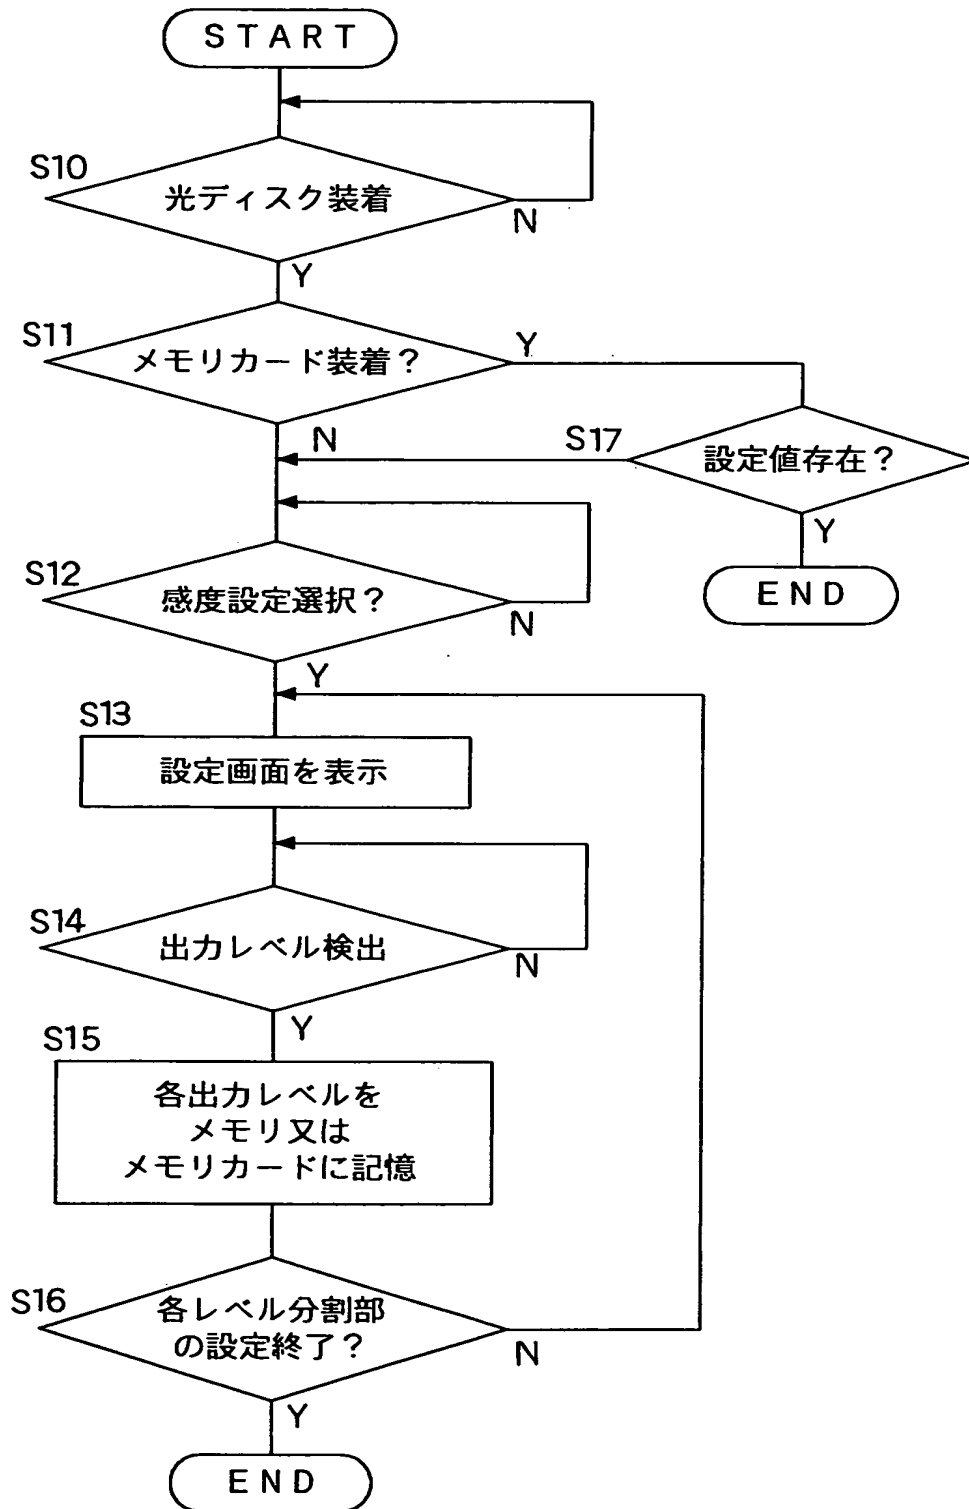 START
S10
光ディスク装着
N
Y
S11
メモリカード装着?
Y
N
S17
設定値存在?
Y
END
S12
感度設定選択?
N
Y
S13
設定画面を表示
S14
出力レベル検出
N
Y
S15
各出力レベルを
メモリ又は
メモリカードに記憶
S16
各レベル分割部
の設定終了?
N
Y
END